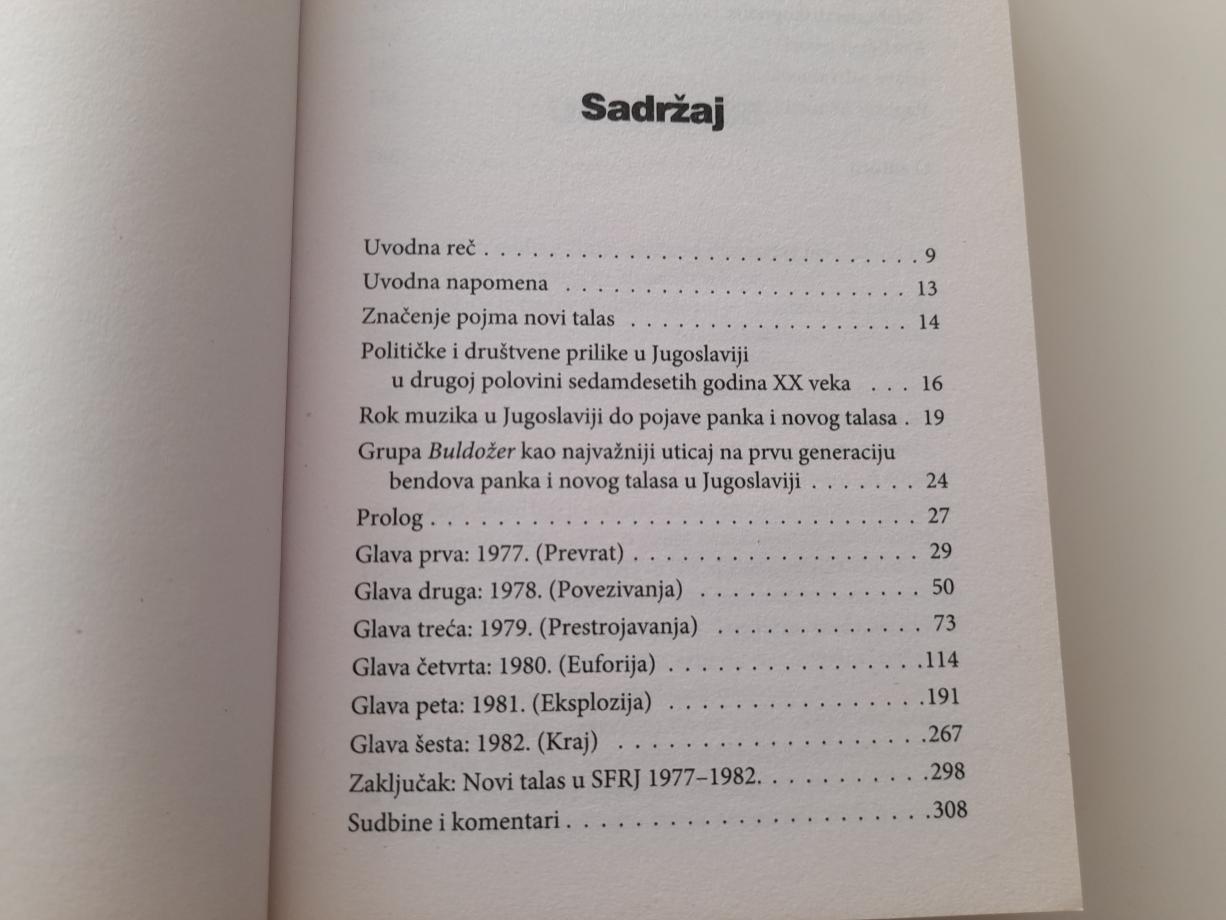 Sadržaj
Uvodna reč . . . . . . . . . . . . . . . . . . . . . . . . . . . . 9
Uvodna napomena . . . . . . . . . . . . . . . . . . . . . . 13
Značenje pojma novi talas . . . . . . . . . . . . . . . . . . 14
Političke i društvene prilike u Jugoslaviji
u drugoj polovini sedamdesetih godina XX veka . . . 16
Rok muzika u Jugoslaviji do pojave panka i novog talasa . 19
Grupa Buldožer kao najvažniji uticaj na prvu generaciju
bendova panka i novog talasa u Jugoslaviji . . . . . . . 24
Prolog . . . . . . . . . . . . . . . . . . . . . . . . . . . . . . 27
Glava prva: 1977. (Prevrat) . . . . . . . . . . . . . . . . . . 29
Glava druga: 1978. (Povezivanja) . . . . . . . . . . . . . . 50
Glava treća: 1979. (Prestrojavanja) . . . . . . . . . . . . . 73
Glava četvrta: 1980. (Euforija) . . . . . . . . . . . . . . . .114
Glava peta: 1981. (Eksplozija) . . . . . . . . . . . . . . . .191
Glava šesta: 1982. (Kraj) . . . . . . . . . . . . . . . . . . .267
Zaključak: Novi talas u SFRJ 1977–1982. . . . . . . . . . .298
Sudbine i komentari . . . . . . . . . . . . . . . . . . . . . .308